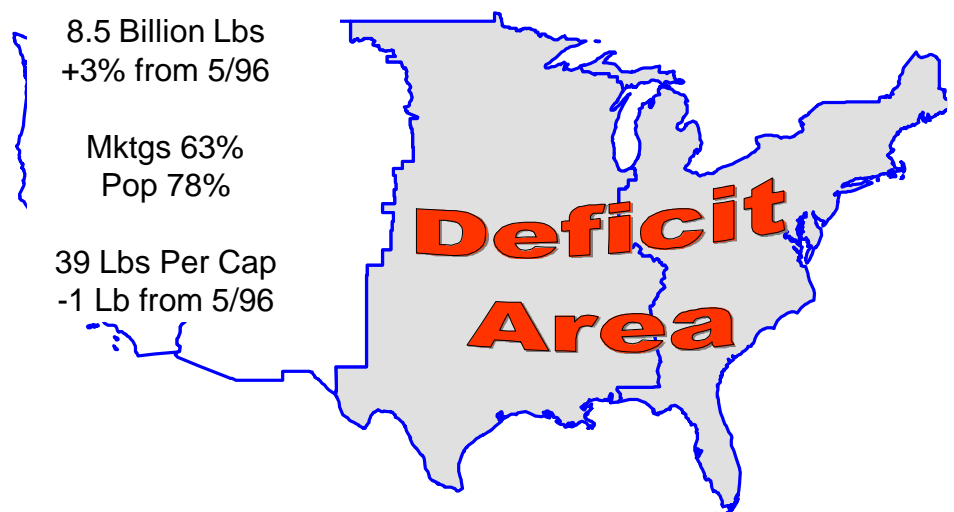 8.5 Billion Lbs
+3% from 5/96
Mktgs 63%
Pop 78%
39 Lbs Per Cap
-1 Lb from 5/96
Deficit
Area